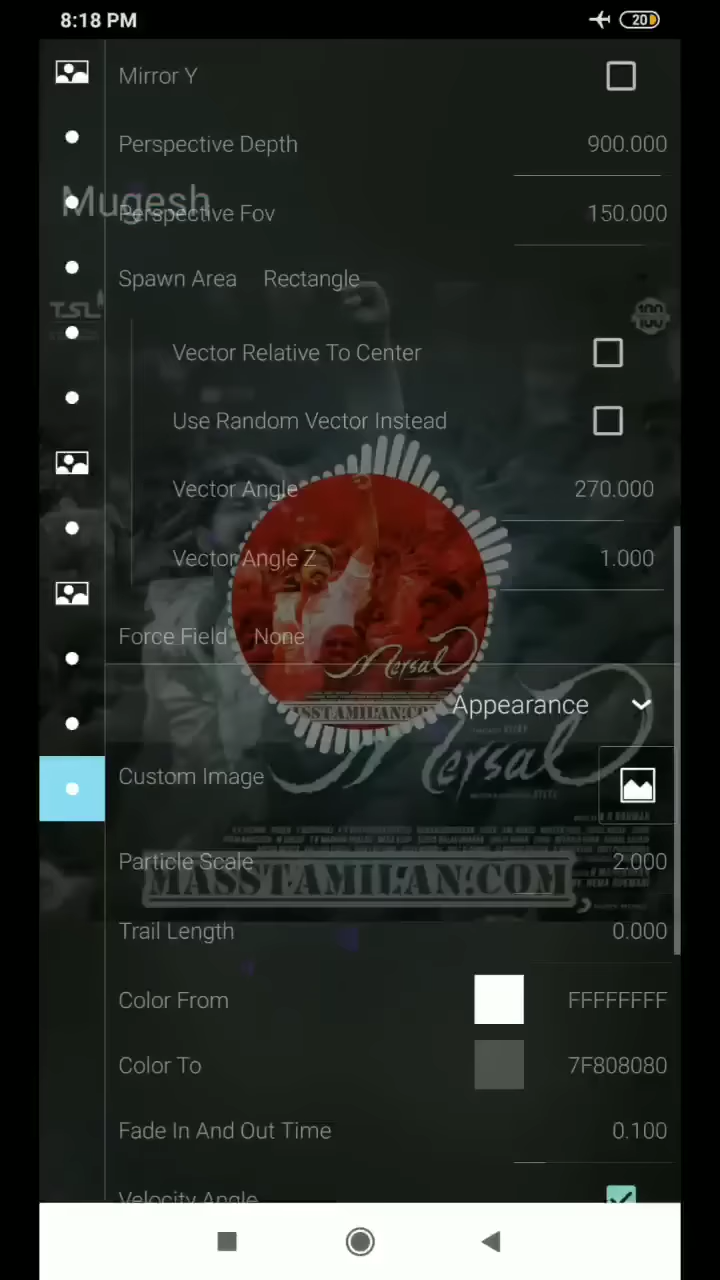 8:18 PM
20
Mirror Y
Perspective Depth 900.000
Mugesh
Perspective Fov 150.000
Spawn Area Rectangle
TSL
100
Vector Relative To Center
Use Random Vector Instead
Vector Angle 270.000
Vector Angle Z 1.000
Force Field None
Mersal
MASSTAMILAN.COM
Appearance
Mersal
Custom Image
Particle Scale 2.000
MASSTAMILAN.COM
Trail Length 0.000
Color From FFFFFFFF
Color To 7F808080
Fade In And Out Time 0.100
Velocity Angle